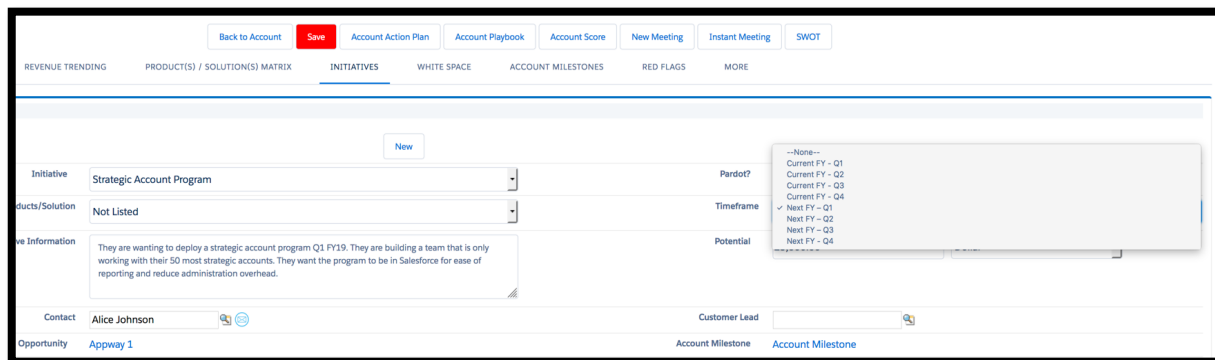 Back to Account Save Account Action Plan Account Playbook Account Score New Meeting Instant Meeting SWOT
REVENUE TRENDING PRODUCT(S) / SOLUTION(S) MATRIX INITIATIVES WHITE SPACE ACCOUNT MILESTONES RED FLAGS MORE
New
Initiative Strategic Account Program Pardot?
--None--
Current FY - Q1
Current FY - Q2
Current FY - Q3
Current FY - Q4
✓ Next FY – Q1
Next FY – Q2
Next FY – Q3
Next FY - Q4
ducts/Solution Not Listed Timeframe
ve Information They are wanting to deploy a strategic account program Q1 FY19. They are building a team that is only Potential
working with their 50 most strategic accounts. They want the program to be in Salesforce for ease of
reporting and reduce administration overhead.
Contact Alice Johnson Customer Lead
Opportunity Appway 1 Account Milestone Account Milestone